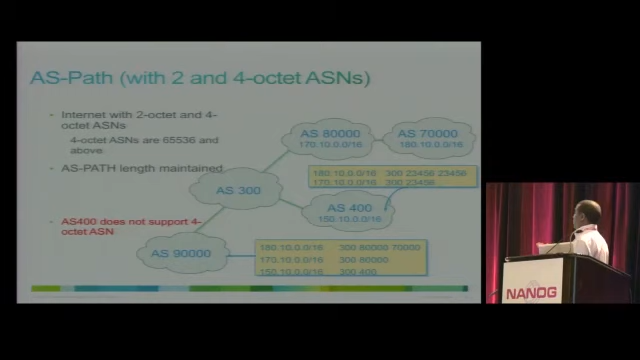 AS-Path (with 2 and 4-octet ASNs)
- Internet with 2-octet and 4-
octet ASNs
4-octet ASNs are 65536 and
above.
- AS-PATH length maintained
- AS400 does not support 4-
octet ASN
AS 80000
170.10.0.0/16
AS 70000
180.10.0.0/16
180.10.0.0/16 300 23456 23456
170.10.0.0/16 300 23456
AS 300
AS 400
150.10.0.0/16
AS 90000
180.10.0.0/16 300 80000 70000
170.10.0.0/16 300 80000
150.10.0.0/16 300 400
NANOG